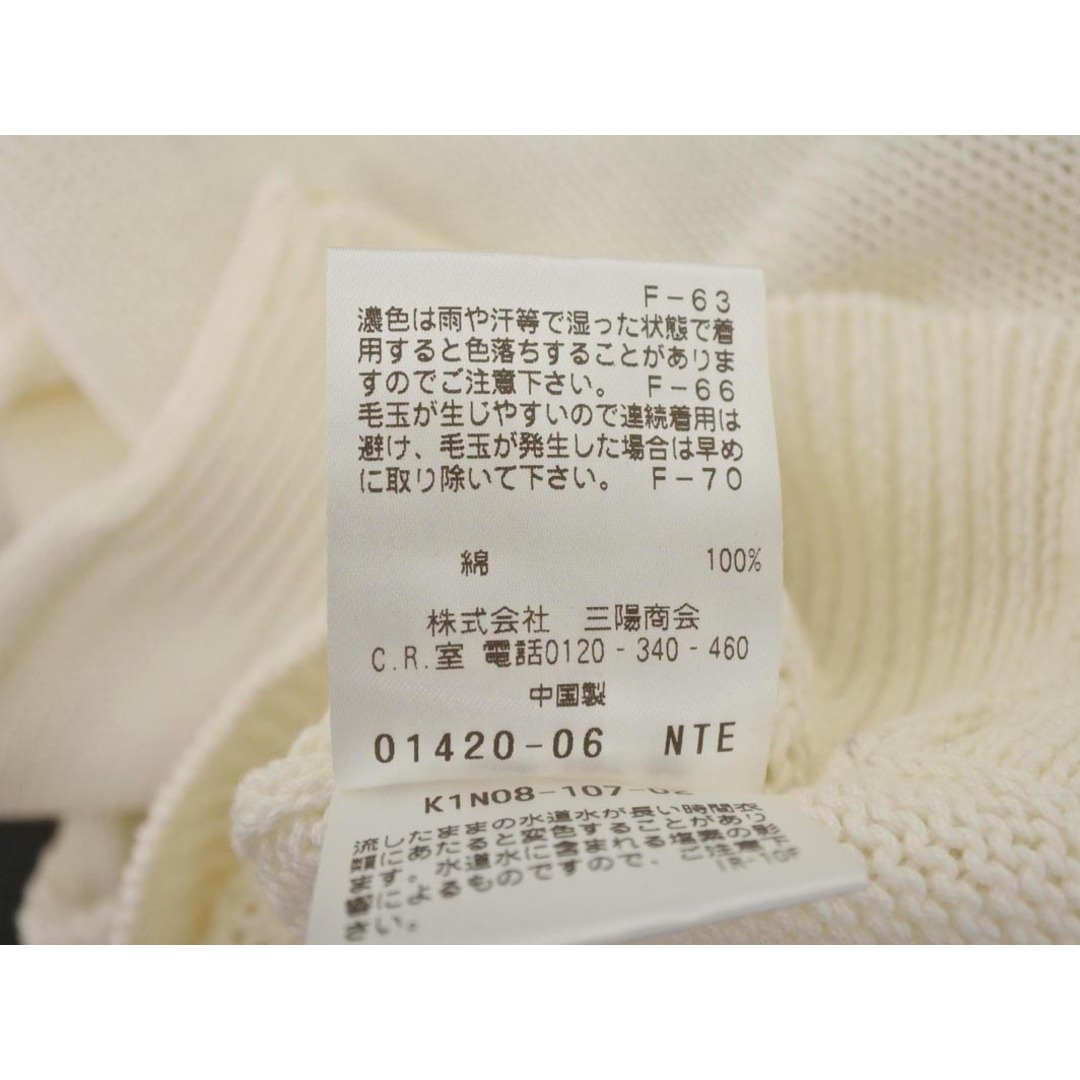 F-63
濃色は雨や汗等で湿った状態で着
用すると色落ちすることがありま
すのでご注意下さい。 F-66
毛玉が生じやすいので連続着用は
避け、毛玉が発生した場合は早め
に取り除いて下さい。 F-70
綿 100%
株式会社 三陽商会
C.R.室 電話0120-340-460
中国製
01420-06 NTE
K1N08-107-02
流したままの水道水が長い時間衣
類にあたると変色することがあり
ます。水道水に含まれる塩素の影
響によるものですので、ご注意下
さい。 IR-10F